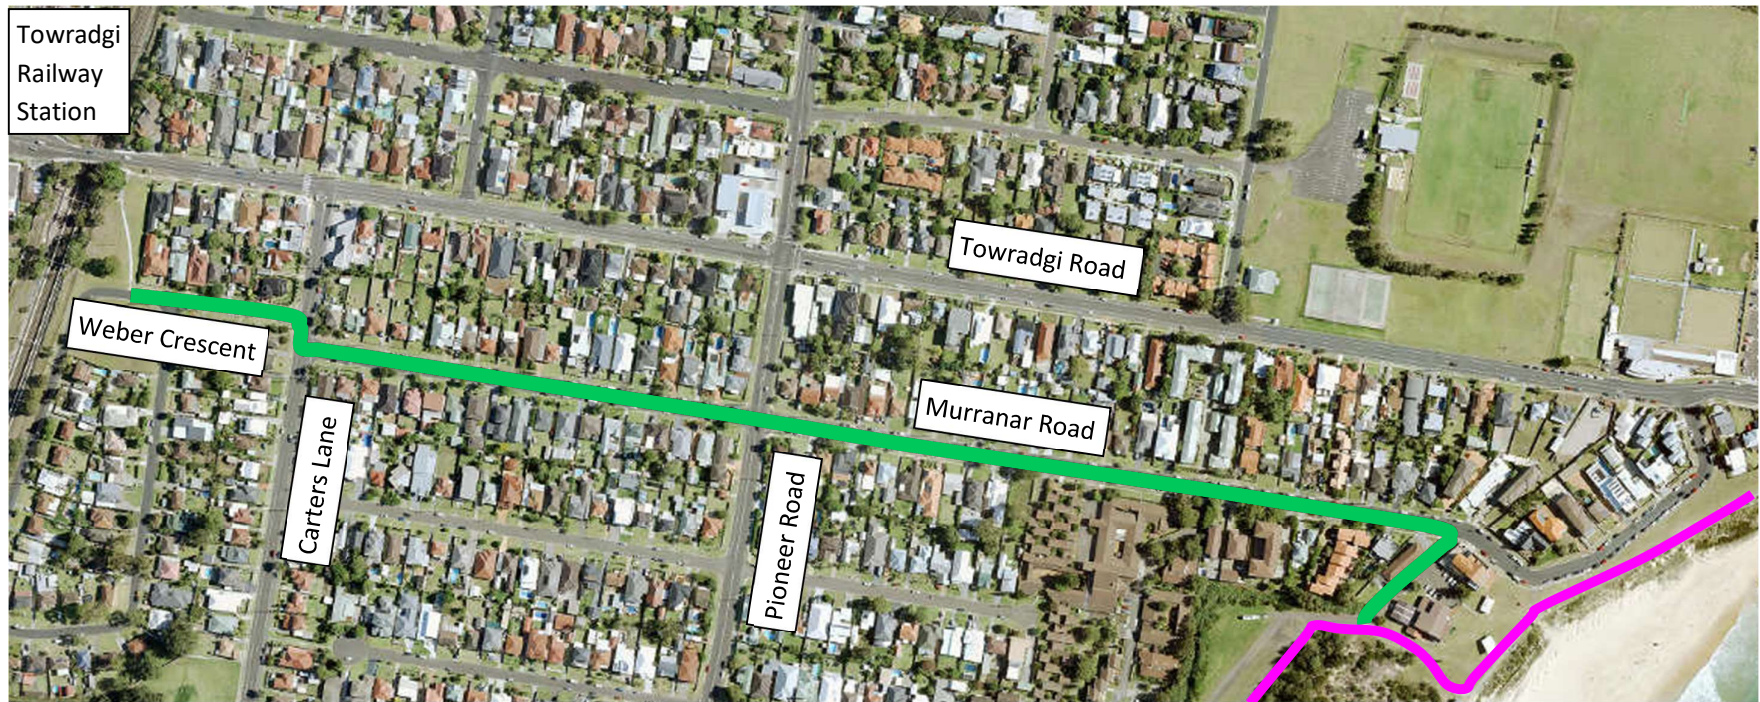 Towradgi
Railway
Station
Towradgi Road
Weber Crescent
Murranar Road
Carters Lane
Pioneer Road